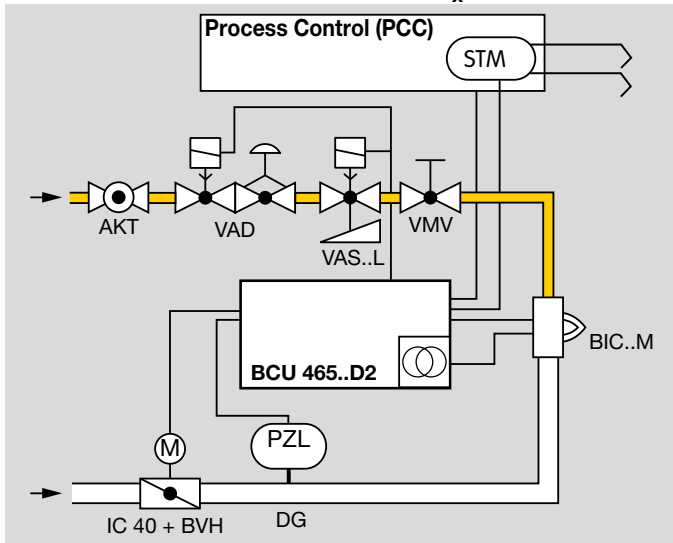 Process Control (PCC)
STM
AKT
VAD
VMV
VAS..L
BIC..M
BCU 465..D2
PZL
M
IC 40 + BVH
DG